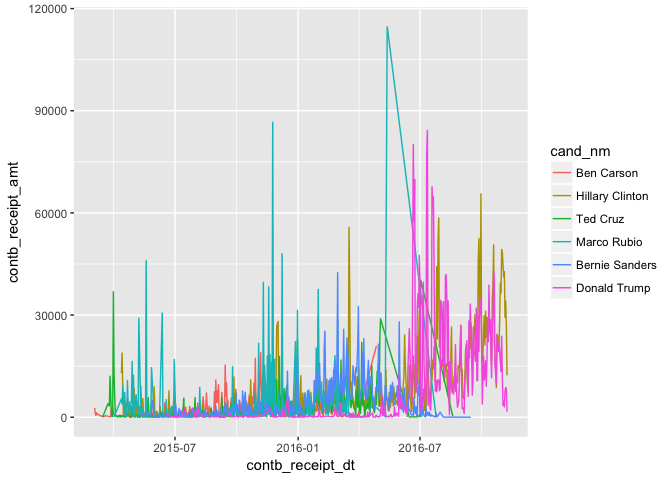 120000
90000
60000
30000
0
contb_receipt_amt
2015-07
2016-01
2016-07
contb_receipt_dt
cand_nm
Ben Carson
Hillary Clinton
Ted Cruz
Marco Rubio
Bernie Sanders
Donald Trump